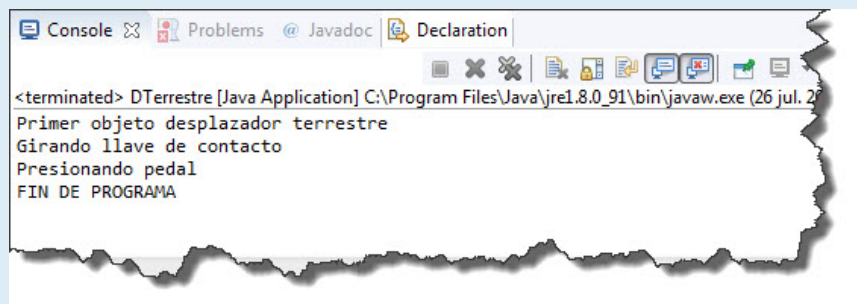 Console Problems @ Javadoc Declaration
<terminated> DTerrestre [Java Application] C:\Program Files\Java\jre1.8.0_91\bin\javaw.exe (26 jul.
Primer objeto desplazador terrestre
Girando llave de contacto
Presionando pedal
FIN DE PROGRAMA